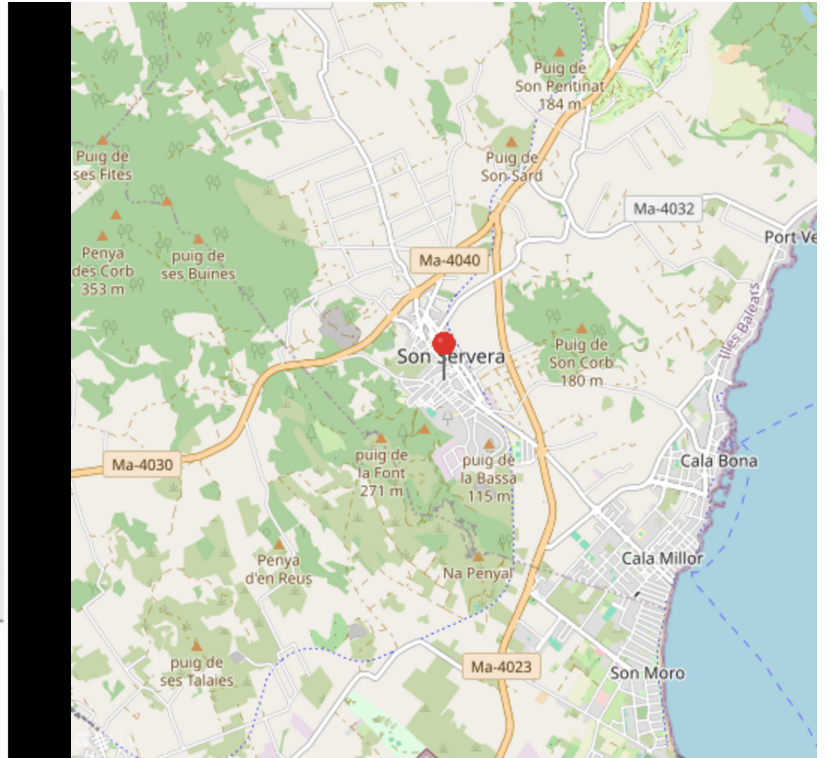 Puig de
Son Pentinat
184 m
Puig de
ses Fites
Puig de
Son Sard
Ma-4032
Port Ve
Penya
des Corb
353 m
puig de
ses Buines
Ma-4040
Illes Balears
Son Servera
Puig de
Son Corb
180 m
Ma-4030
puig de
la Font
271 m
puig de
la Bassa
115 m
Cala Bona
Penya
d'en Reus
Na Penyal
Cala Millor
puig de
ses Talaies
Ma-4023
Son Moro